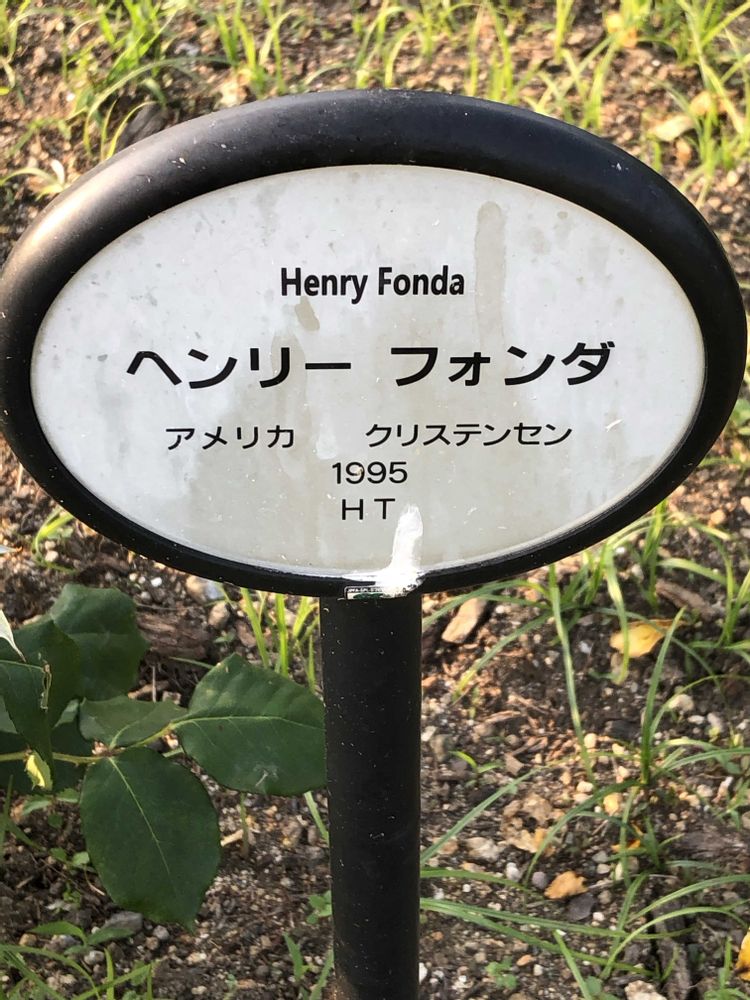 Henry Fonda
ヘンリー フォンダ
アメリカ クリステンセン
1995
HT